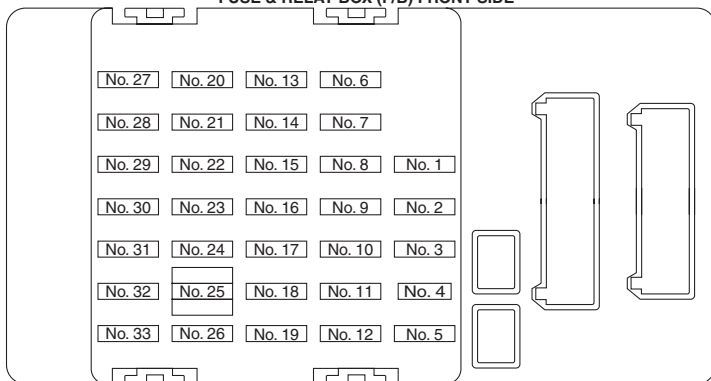 FUSE & RELAY BOX (F/B) FRONT SIDE
No. 27 No. 20 No. 13 No. 6
No. 28 No. 21 No. 14 No. 7
No. 29 No. 22 No. 15 No. 8 No. 1
No. 30 No. 23 No. 16 No. 9 No. 2
No. 31 No. 24 No. 17 No. 10 No. 3
No. 32 No. 25 No. 18 No. 11 No. 4
No. 33 No. 26 No. 19 No. 12 No. 5